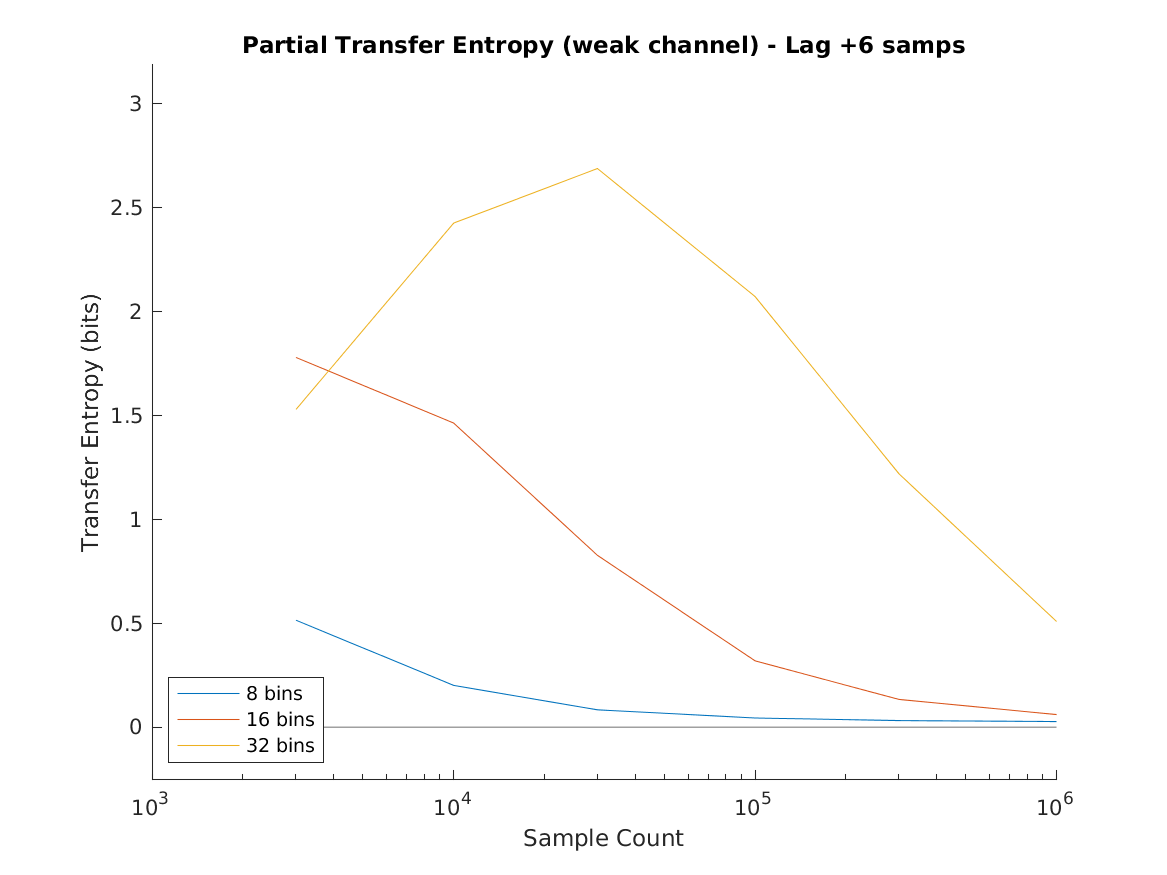 Partial Transfer Entropy (weak channel) - Lag +6 samps
3
2.5
2
1.5
1
0.5
0
Transfer Entropy (bits)
8 bins
16 bins
32 bins
10^3 10^4 10^5 10^6
Sample Count